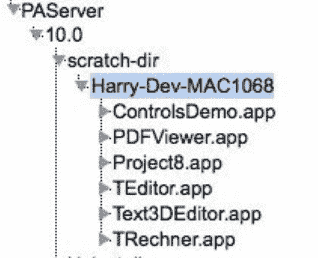 PAServer
10.0
scratch-dir
Harry-Dev-MAC1068
ControlsDemo.app
PDFViewer.app
Project8.app
TEditor.app
Text3DEditor.app
TRechner.app